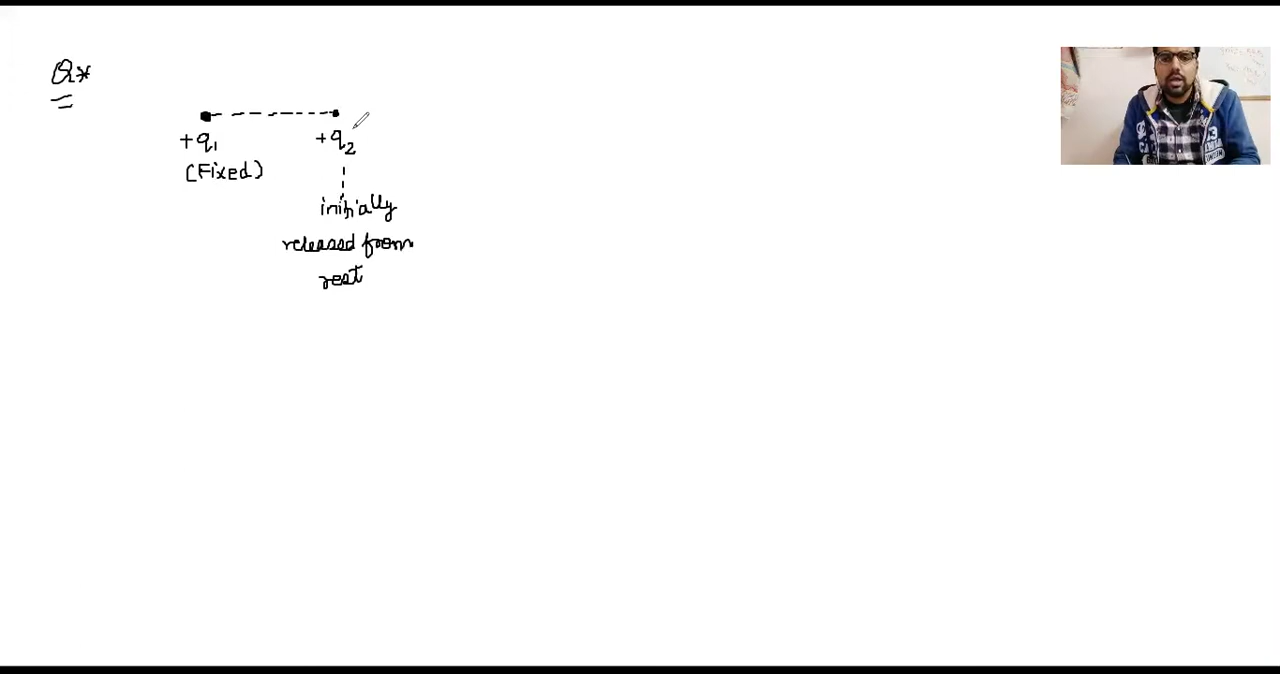 Q*
+q₁ +q₂
(Fixed)
initially
released from
rest